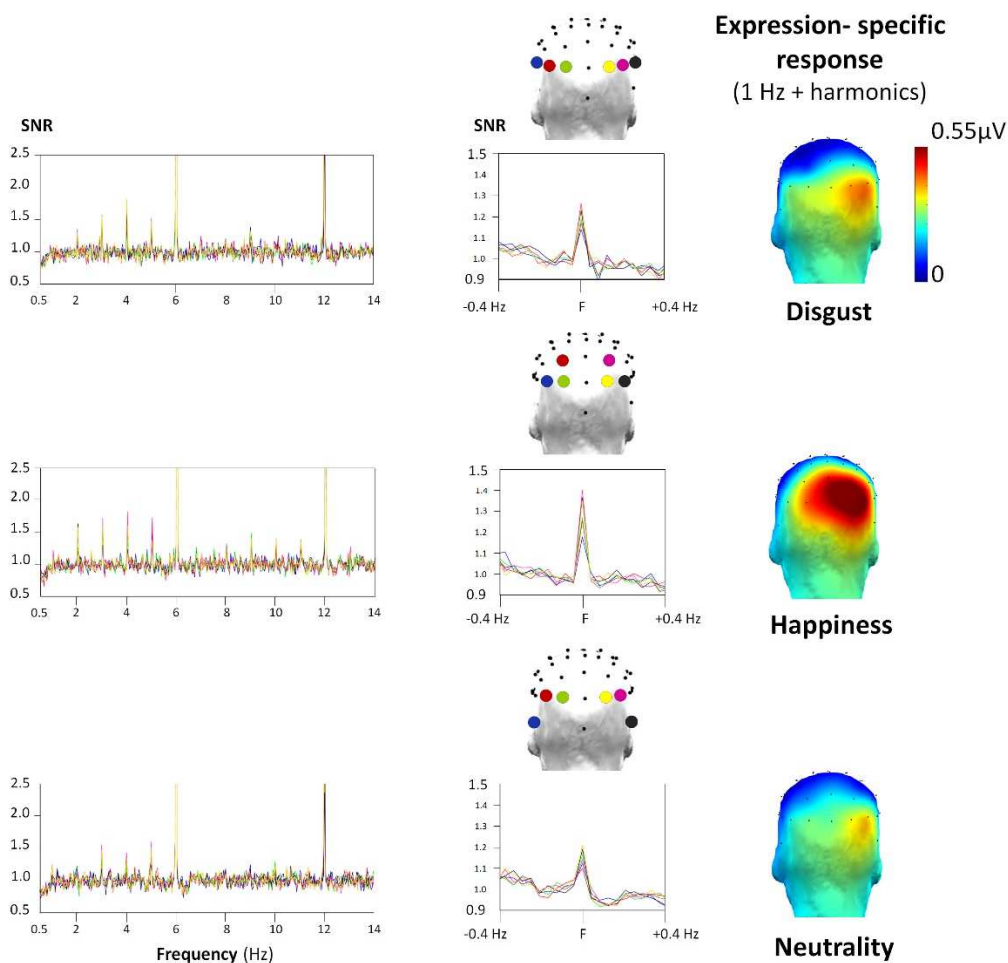 Expression- specific
response
(1 Hz + harmonics)
SNR
2.5
2.0
1.5
1.0
0.5
0.5 2 4 6 8 10 12 14
SNR
1.5
1.4
1.3
1.2
1.1
1.0
0.9
-0.4 Hz F +0.4 Hz
0.55µV
0
Disgust
2.5
2.0
1.5
1.0
0.5
0.5 2 4 6 8 10 12 14
1.5
1.4
1.3
1.2
1.1
1.0
0.9
-0.4 Hz F +0.4 Hz
Happiness
2.5
2.0
1.5
1.0
0.5
0.5 2 4 6 8 10 12 14
Frequency (Hz)
1.5
1.4
1.3
1.2
1.1
1.0
0.9
-0.4 Hz F +0.4 Hz
Neutrality